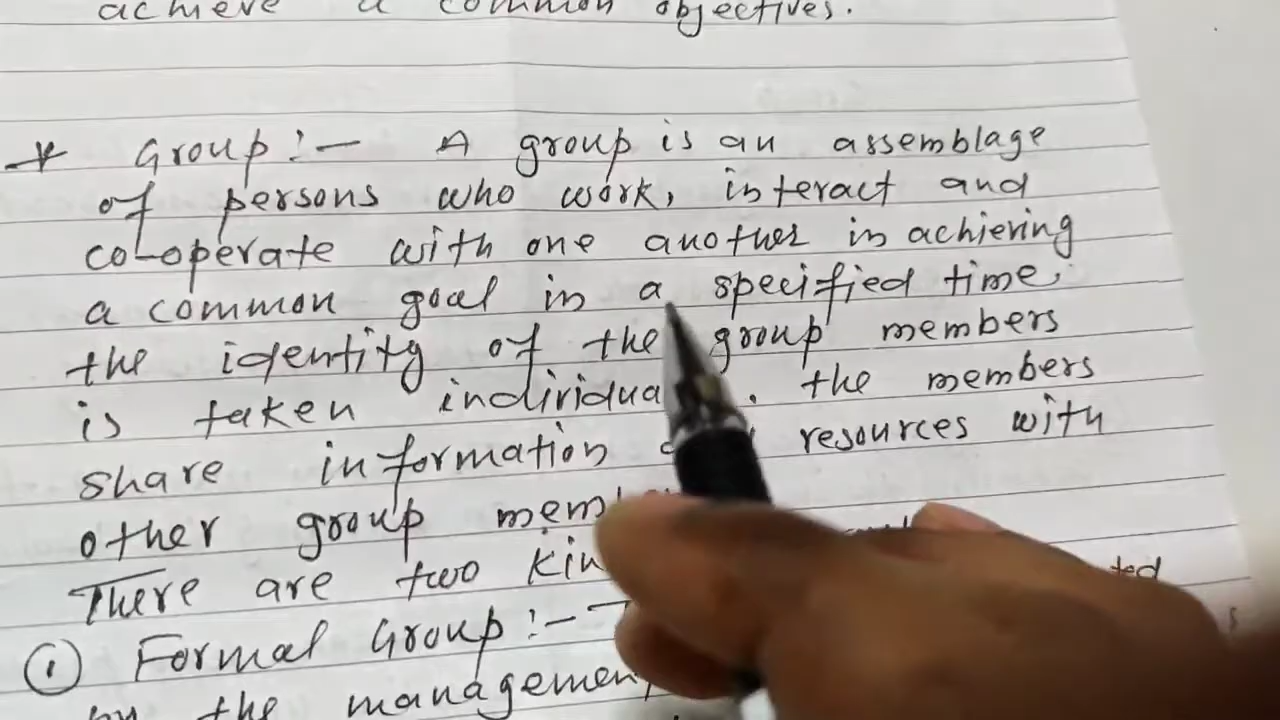 achieve a common objectives.
* Group:- A group is an assemblage
of persons who work, interact and
co-operate with one another in achieving
a common goal in a specified time.
the identity of the group members
is taken individua . the members
share information resources with
other group mem
There are two kin
① Formal Group:-
by the managemen